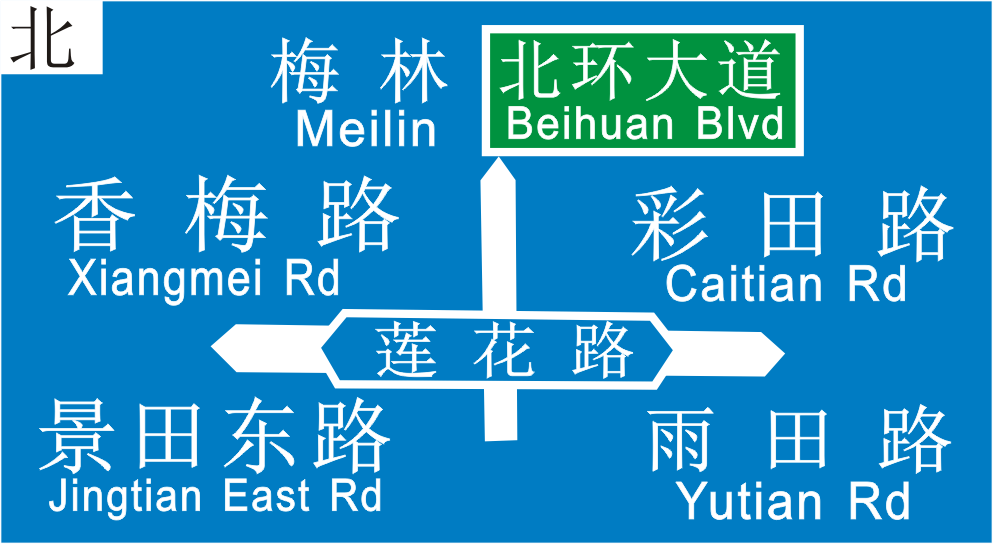 北
梅林
Meilin
北环大道
Beihuan Blvd
香梅路
Xiangmei Rd
彩田路
Caitian Rd
莲花路
景田东路
Jingtian East Rd
雨田路
Yutian Rd